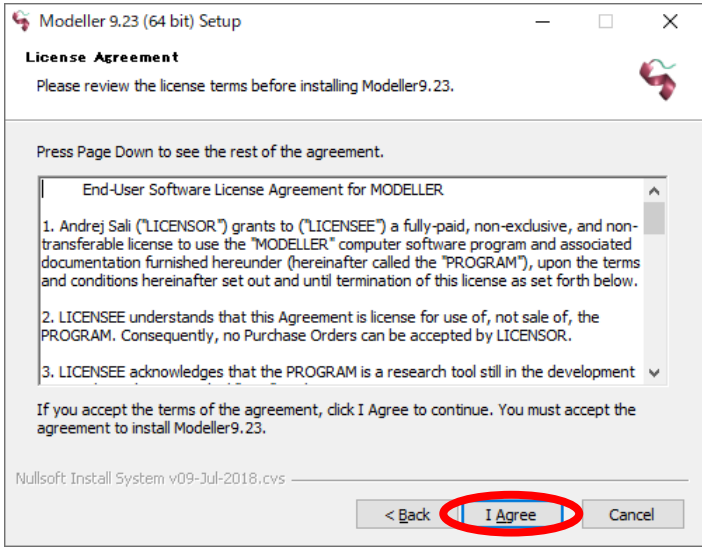 Modeller 9.23 (64 bit) Setup
License Agreement
Please review the license terms before installing Modeller9.23.
Press Page Down to see the rest of the agreement.
End-User Software License Agreement for MODELLER
1. Andrej Sali ("LICENSOR") grants to ("LICENSEE") a fully-paid, non-exclusive, and non-
transferable license to use the "MODELLER" computer software program and associated
documentation furnished hereunder (hereinafter called the "PROGRAM"), upon the terms
and conditions hereinafter set out and until termination of this license as set forth below.
2. LICENSEE understands that this Agreement is license for use of, not sale of, the
PROGRAM. Consequently, no Purchase Orders can be accepted by LICENSOR.
3. LICENSEE acknowledges that the PROGRAM is a research tool still in the development
If you accept the terms of the agreement, click I Agree to continue. You must accept the
agreement to install Modeller9.23.
Nullsoft Install System v09-Jul-2018.cvs
< Back I Agree Cancel